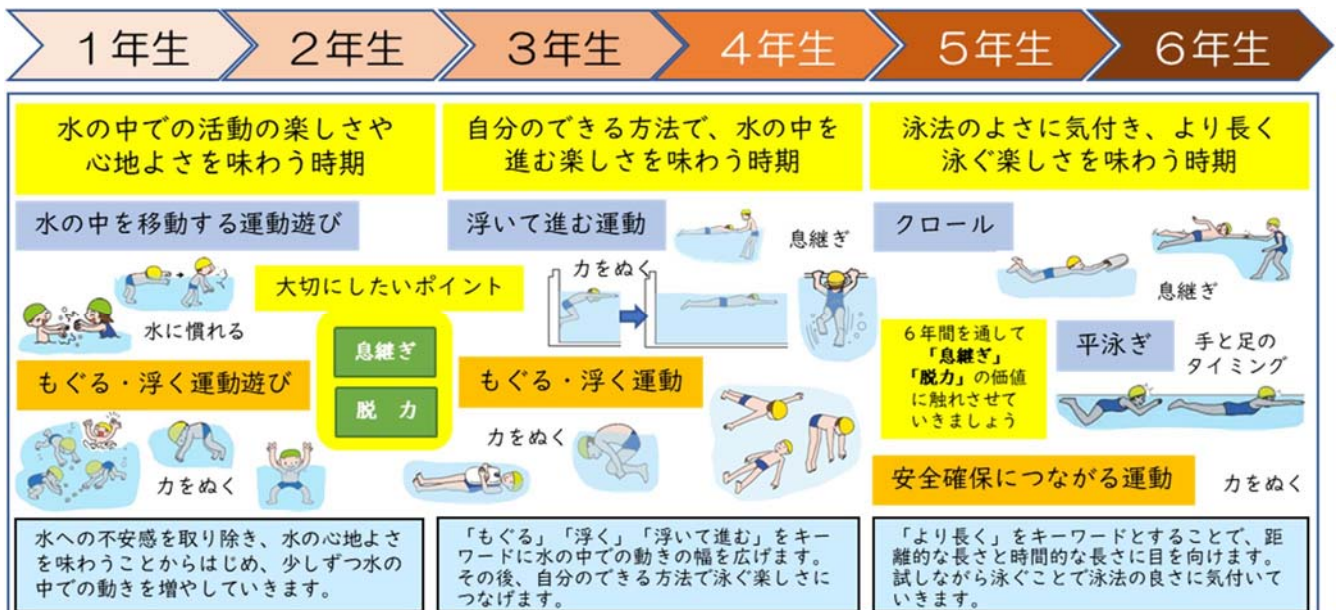 1年生
2年生
3年生
4年生
5年生
6年生
水の中での活動の楽しさや
心地よさを味わう時期
水の中を移動する運動遊び
水に慣れる
もぐる・浮く運動遊び
力をぬく
水への不安感を取り除き、水の心地よさ
を味わうことからはじめ、少しずつ水の
中での動きを増やしていきます。
大切にしたいポイント
息継ぎ
脱 力
自分のできる方法で、水の中を
進む楽しさを味わう時期
浮いて進む運動
力をぬく
息継ぎ
もぐる・浮く運動
力をぬく
「もぐる」「浮く」「浮いて進む」をキー
ワードに水の中での動きの幅を広げます。
その後、自分のできる方法で泳ぐ楽しさに
つなげます。
泳法のよさに気付き、より長く
泳ぐ楽しさを味わう時期
クロール
息継ぎ
6年間を通して
「息継ぎ」
「脱力」の価値
に触れさせて
いきましょう
平泳ぎ
手と足の
タイミング
安全確保につながる運動
力をぬく
「より長く」をキーワードとすることで、距
離的な長さと時間的な長さに目を向けます。
試しながら泳ぐことで泳法の良さに気付いて
いきます。